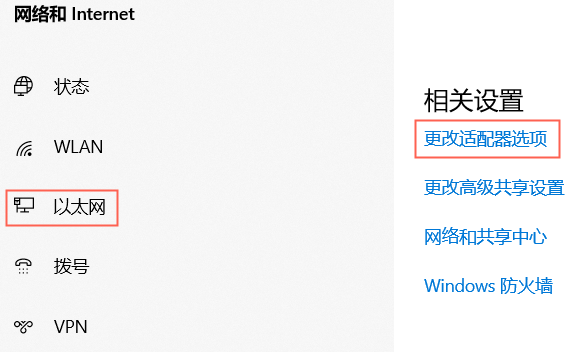 网络和 Internet
状态
WLAN
以太网
拨号
VPN
相关设置
更改适配器选项
更改高级共享设置
网络和共享中心
Windows 防火墙